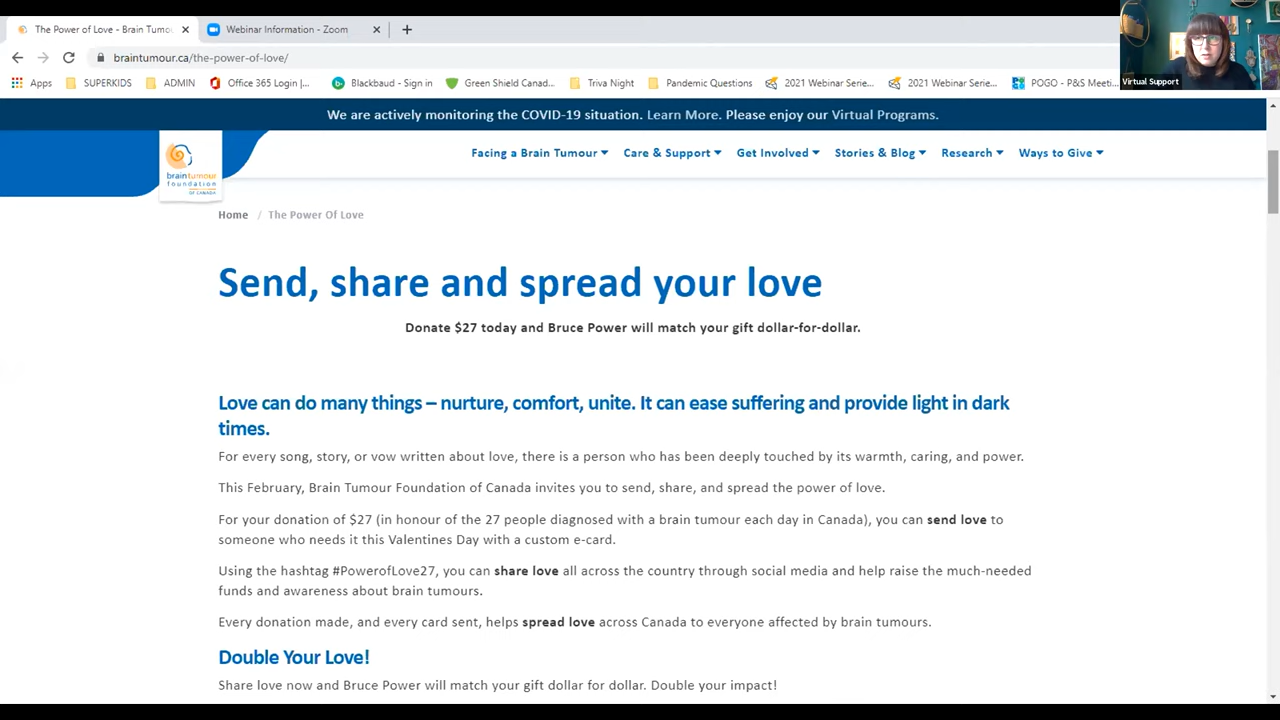 The Power of Love - Brain Tumou
Webinar Information - Zoom
braintumour.ca/the-power-of-love/
Apps
SUPERKIDS
ADMIN
Office 365 Login |...
Blackbaud - Sign in
Green Shield Canad...
Triva Night
Pandemic Questions
2021 Webinar Serie...
2021 Webinar Serie...
POGO - P&S Meeti...
Virtual Support
We are actively monitoring the COVID-19 situation. Learn More. Please enjoy our Virtual Programs.
braintumour
foundation
OF CANADA
Facing a Brain Tumour
Care & Support
Get Involved
Stories & Blog
Research
Ways to Give
Home / The Power Of Love
Send, share and spread your love
Donate $27 today and Bruce Power will match your gift dollar-for-dollar.
Love can do many things – nurture, comfort, unite. It can ease suffering and provide light in dark
times.
For every song, story, or vow written about love, there is a person who has been deeply touched by its warmth, caring, and power.
This February, Brain Tumour Foundation of Canada invites you to send, share, and spread the power of love.
For your donation of $27 (in honour of the 27 people diagnosed with a brain tumour each day in Canada), you can send love to
someone who needs it this Valentines Day with a custom e-card.
Using the hashtag #PowerofLove27, you can share love all across the country through social media and help raise the much-needed
funds and awareness about brain tumours.
Every donation made, and every card sent, helps spread love across Canada to everyone affected by brain tumours.
Double Your Love!
Share love now and Bruce Power will match your gift dollar for dollar. Double your impact!